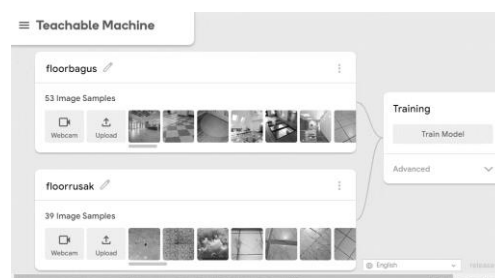 Teachable Machine
floorbagus
53 Image Samples
Webcam
Upload
floorrusak
39 Image Samples
Webcam
Upload
Training
Train Model
Advanced
English